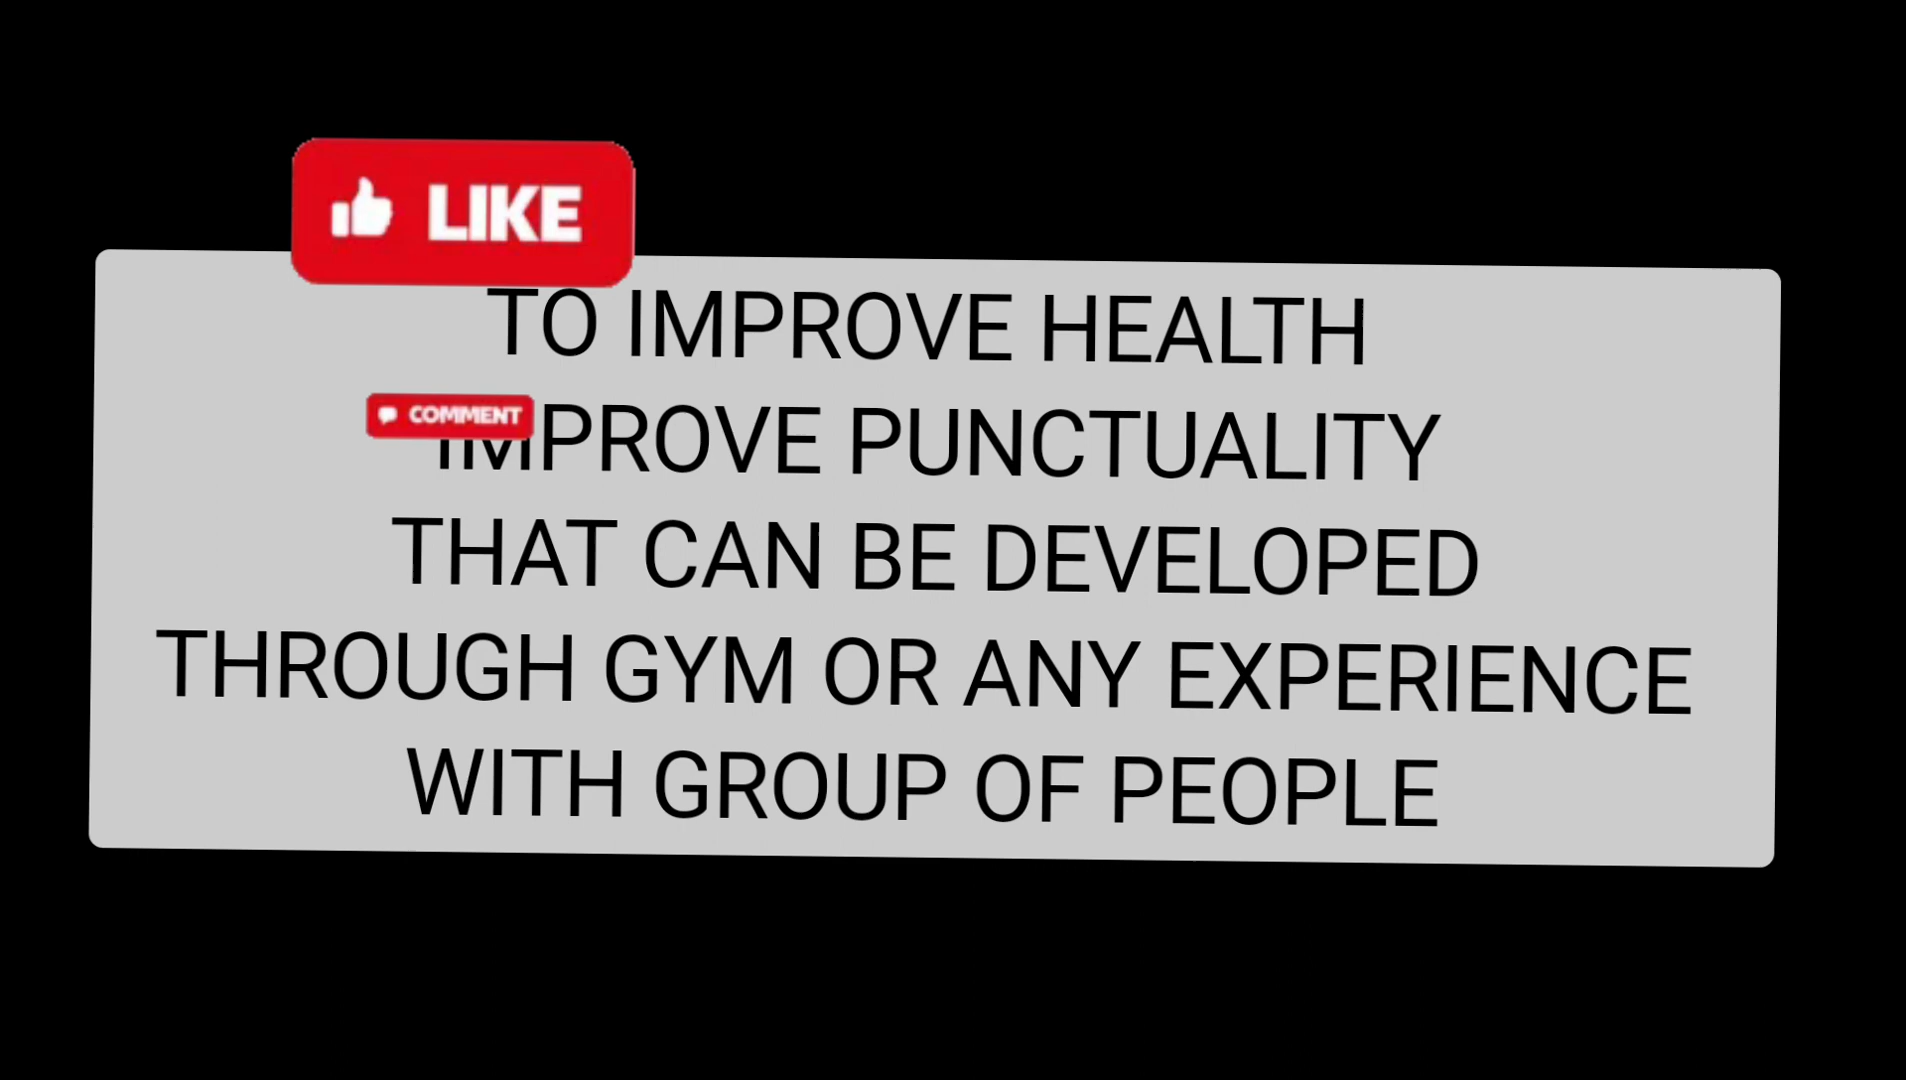 LIKE
TO IMPROVE HEALTH
COMMENT
IMPROVE PUNCTUALITY
THAT CAN BE DEVELOPED
THROUGH GYM OR ANY EXPERIENCE
WITH GROUP OF PEOPLE